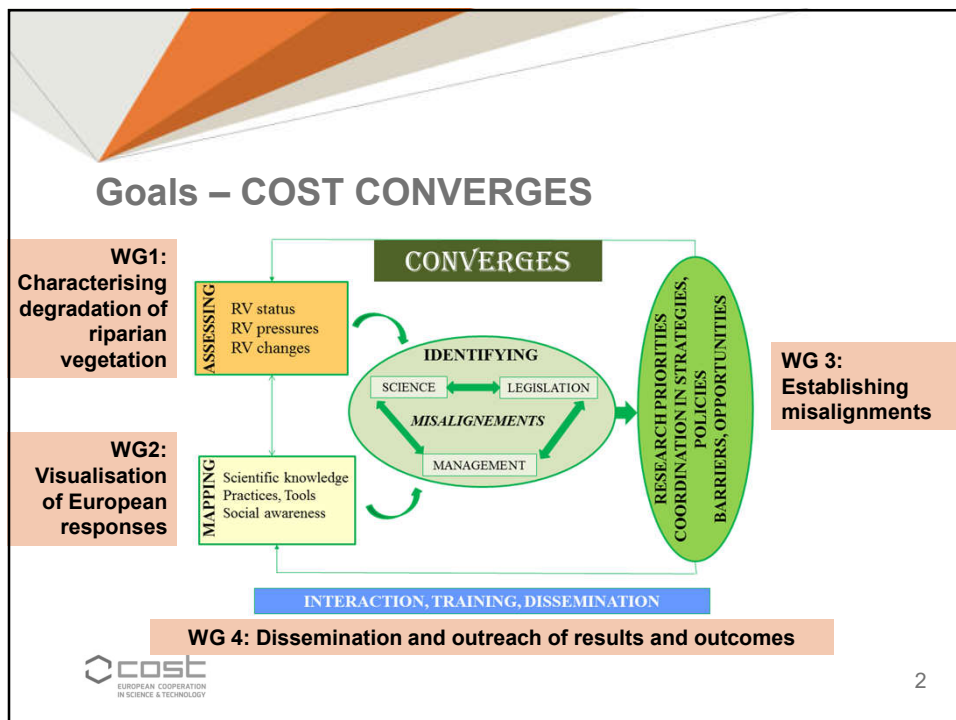 Goals – COST CONVERGES
WG1:
Characterising
degradation of
riparian
vegetation
WG2:
Visualisation
of European
responses
CONVERGES
ASSESSING
RV status
RV pressures
RV changes
MAPPING
Scientific knowledge
Practices, Tools
Social awareness
IDENTIFYING
SCIENCE
LEGISLATION
MISALIGNEMENTS
MANAGEMENT
RESEARCH PRIORITIES
COORDINATION IN STRATEGIES,
POLICIES
BARRIERS, OPPORTUNITIES
WG 3:
Establishing
misalignments
INTERACTION, TRAINING, DISSEMINATION
WG 4: Dissemination and outreach of results and outcomes
cost
EUROPEAN COOPERATION
IN SCIENCE & TECHNOLOGY
2